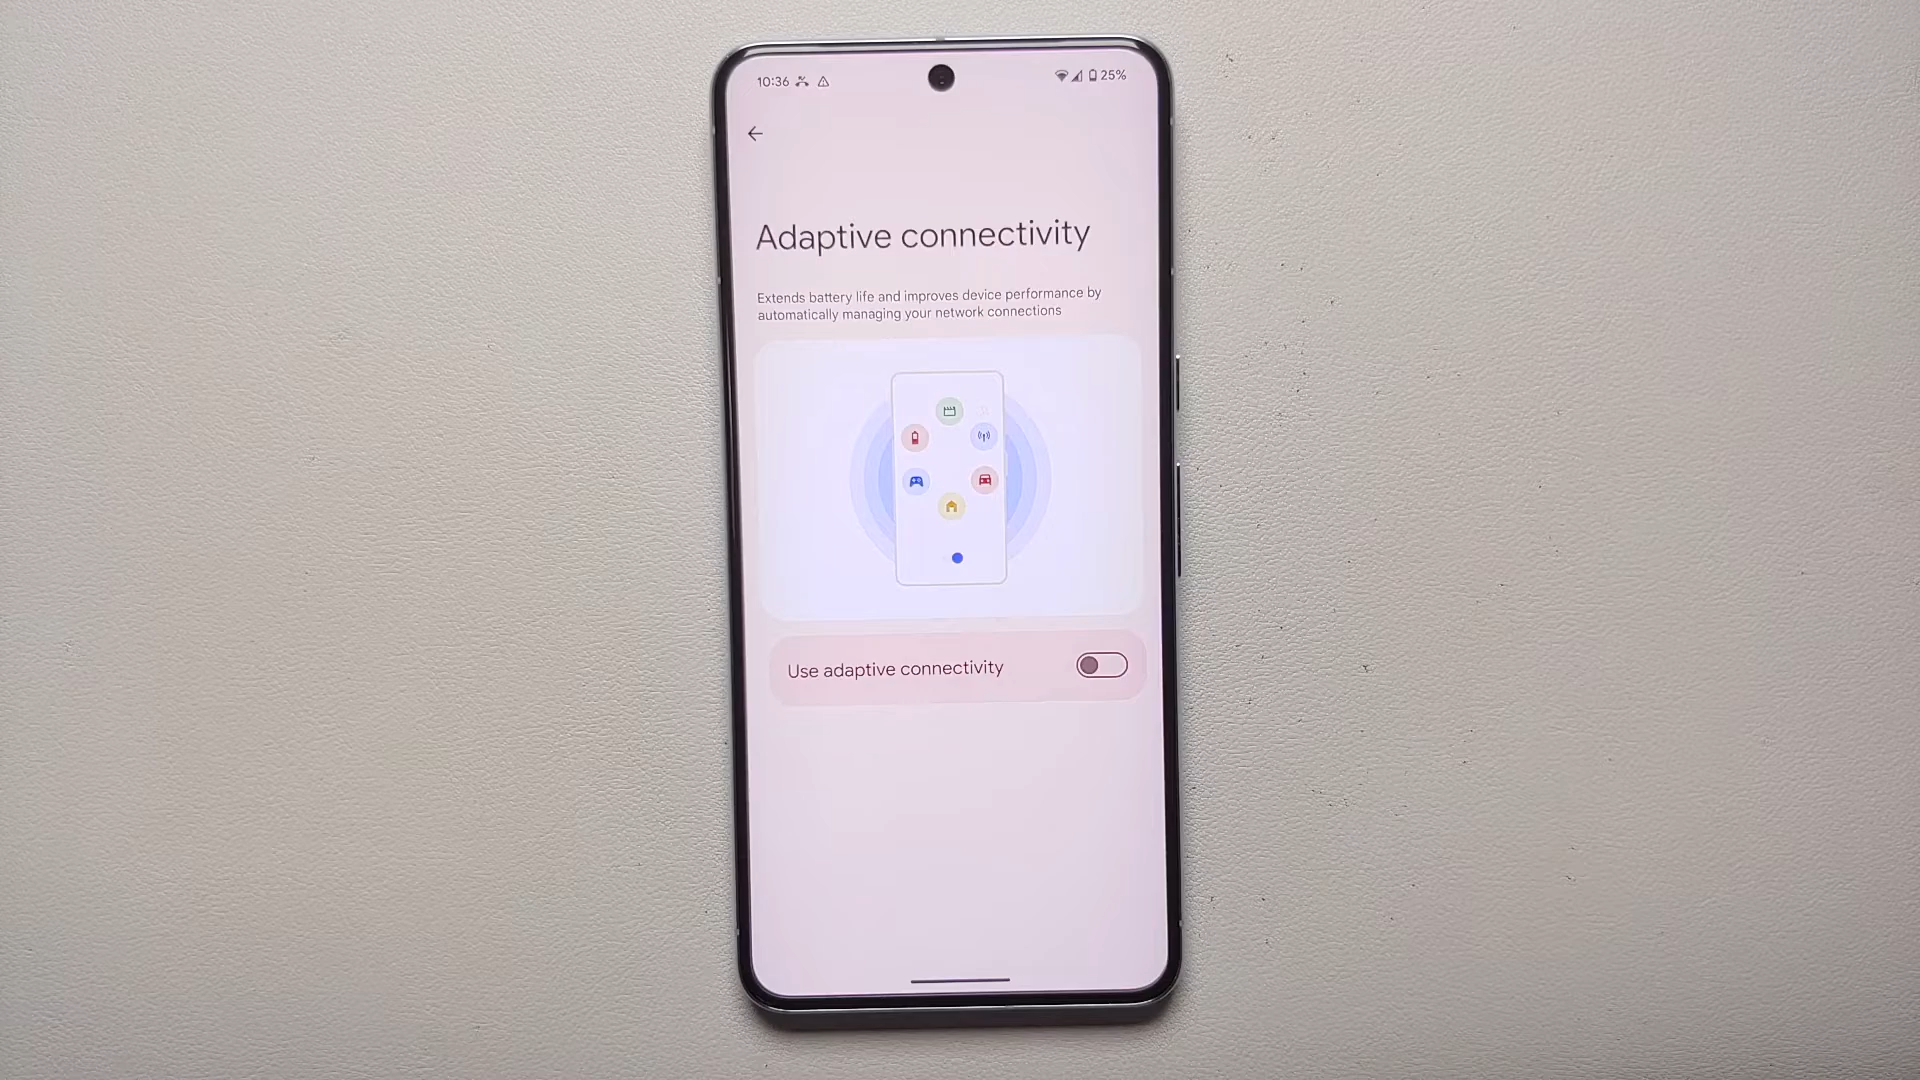 10:36 25%
Adaptive connectivity
Extends battery life and improves device performance by
automatically managing your network connections
Use adaptive connectivity